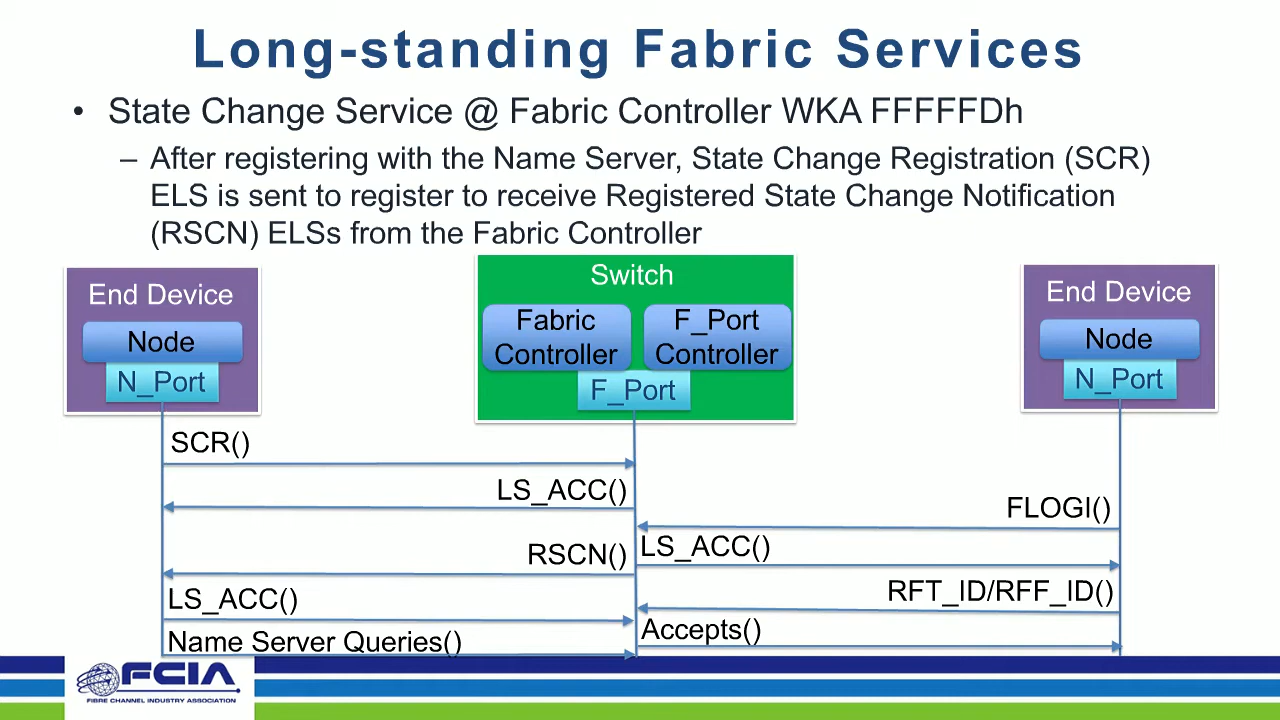 Long-standing Fabric Services
• State Change Service @ Fabric Controller WKA FFFFFDh
– After registering with the Name Server, State Change Registration (SCR)
ELS is sent to register to receive Registered State Change Notification
(RSCN) ELSs from the Fabric Controller
End Device
Node
N_Port
Switch
Fabric
Controller
F_Port
Controller
F_Port
End Device
Node
N_Port
SCR()
LS_ACC()
FLOGI()
RSCN()
LS_ACC()
LS_ACC()
RFT_ID/RFF_ID()
Accepts()
Name Server Queries()
FCIA
FIBRE CHANNEL INDUSTRY ASSOCIATION